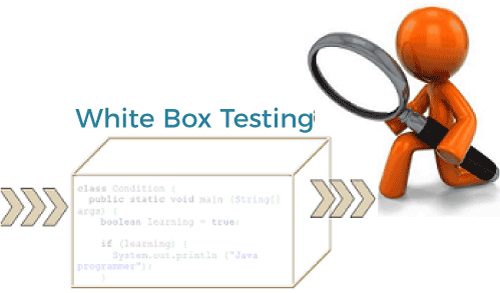 White Box Testing
class Condition {
public static void main (String[]
args) {
boolean learning = true;
if (learning) {
System.out.println ("Java
programmer");
}